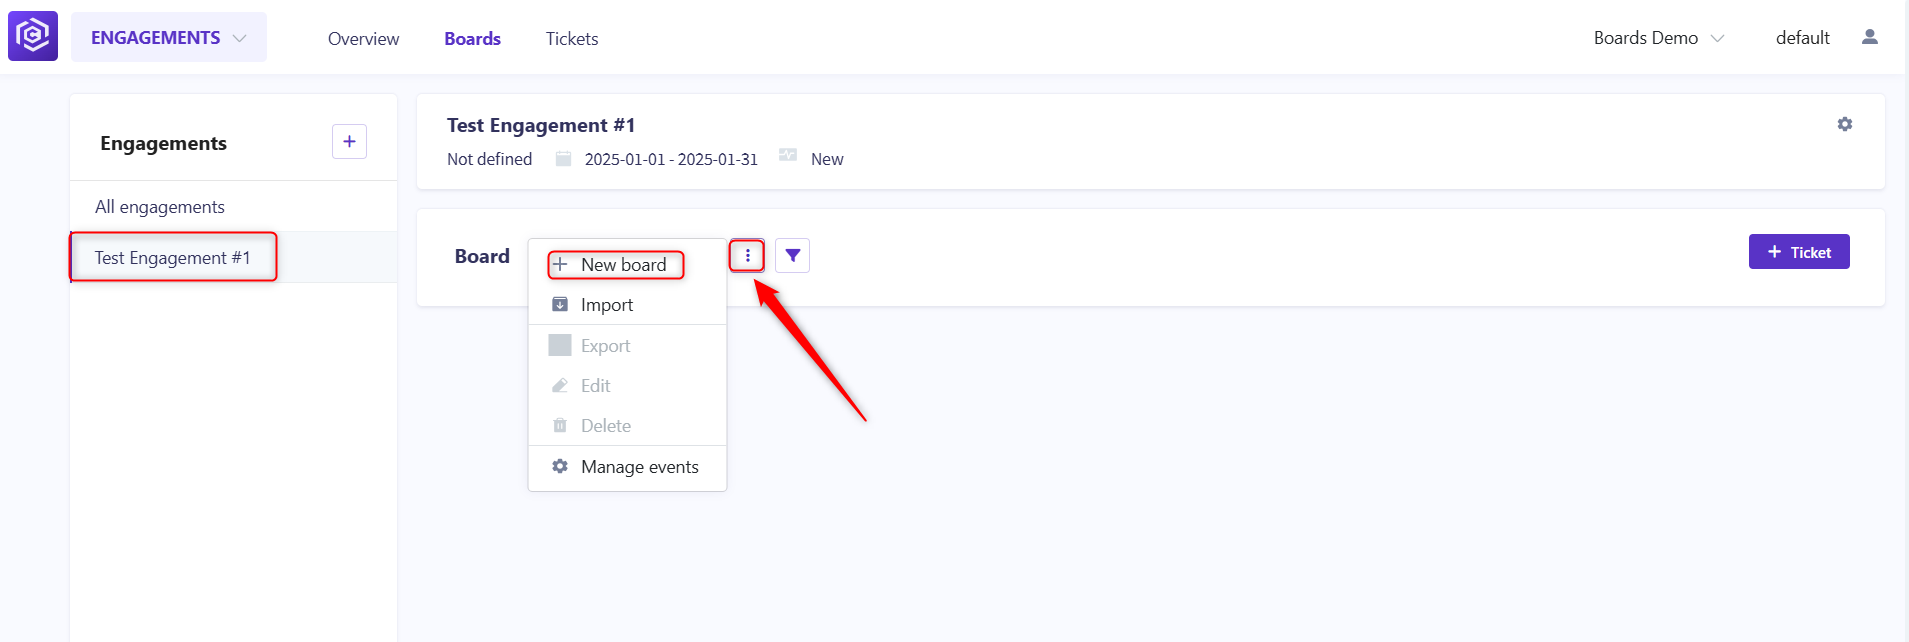 ENGAGEMENTS
Overview
Boards
Tickets
Boards Demo
default
Engagements
All engagements
Test Engagement #1
Test Engagement #1
Not defined 2025-01-01 - 2025-01-31 New
Board
New board
Import
Export
Edit
Delete
Manage events
+ Ticket